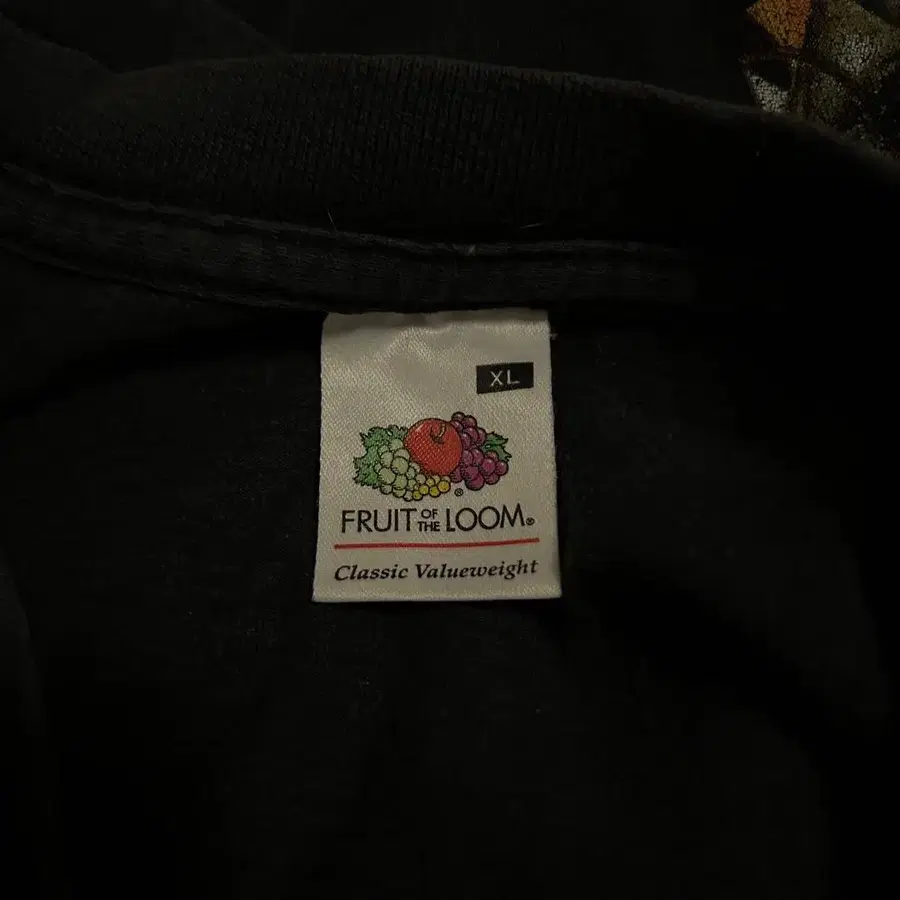 XL
FRUIT OF THE LOOM®
Classic Valueweight